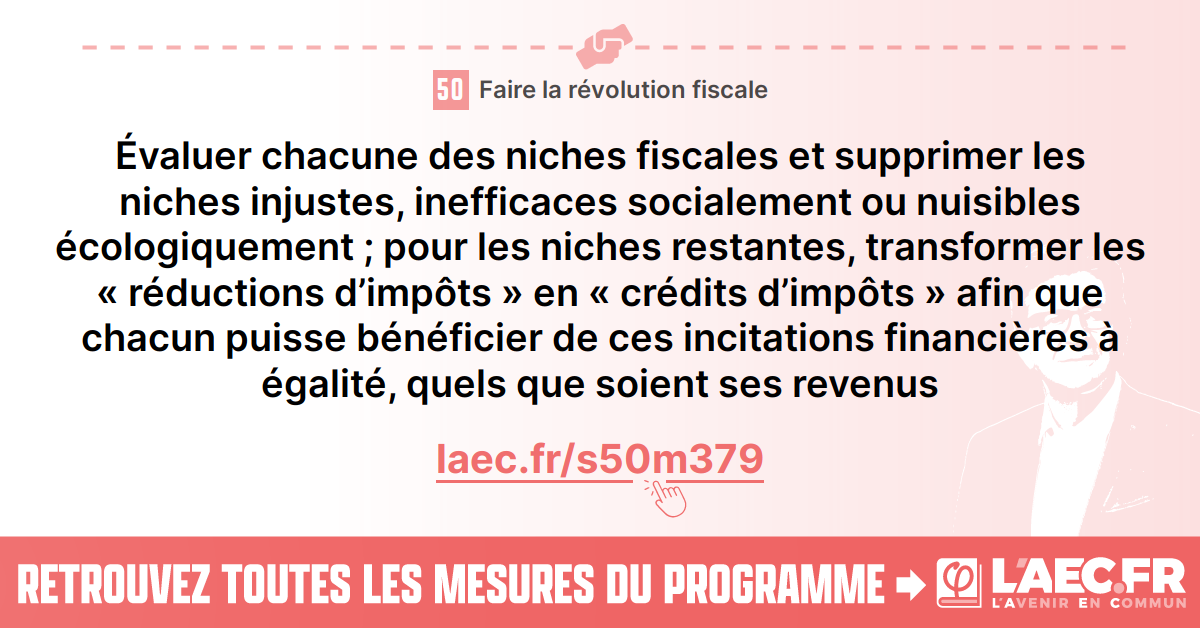 50 Faire la révolution fiscale
Évaluer chacune des niches fiscales et supprimer les
niches injustes, inefficaces socialement ou nuisibles
écologiquement ; pour les niches restantes, transformer les
« réductions d’impôts » en « crédits d’impôts » afin que
chacun puisse bénéficier de ces incitations financières à
égalité, quels que soient ses revenus
laec.fr/s50m379
RETROUVEZ TOUTES LES MESURES DU PROGRAMME
L'AEC.FR
L'AVENIR EN COMMUN